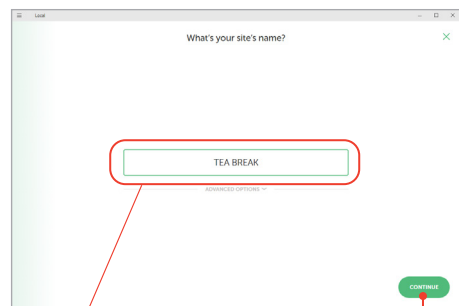 Local
What's your site's name?
TEA BREAK
ADVANCED OPTIONS
CONTINUE